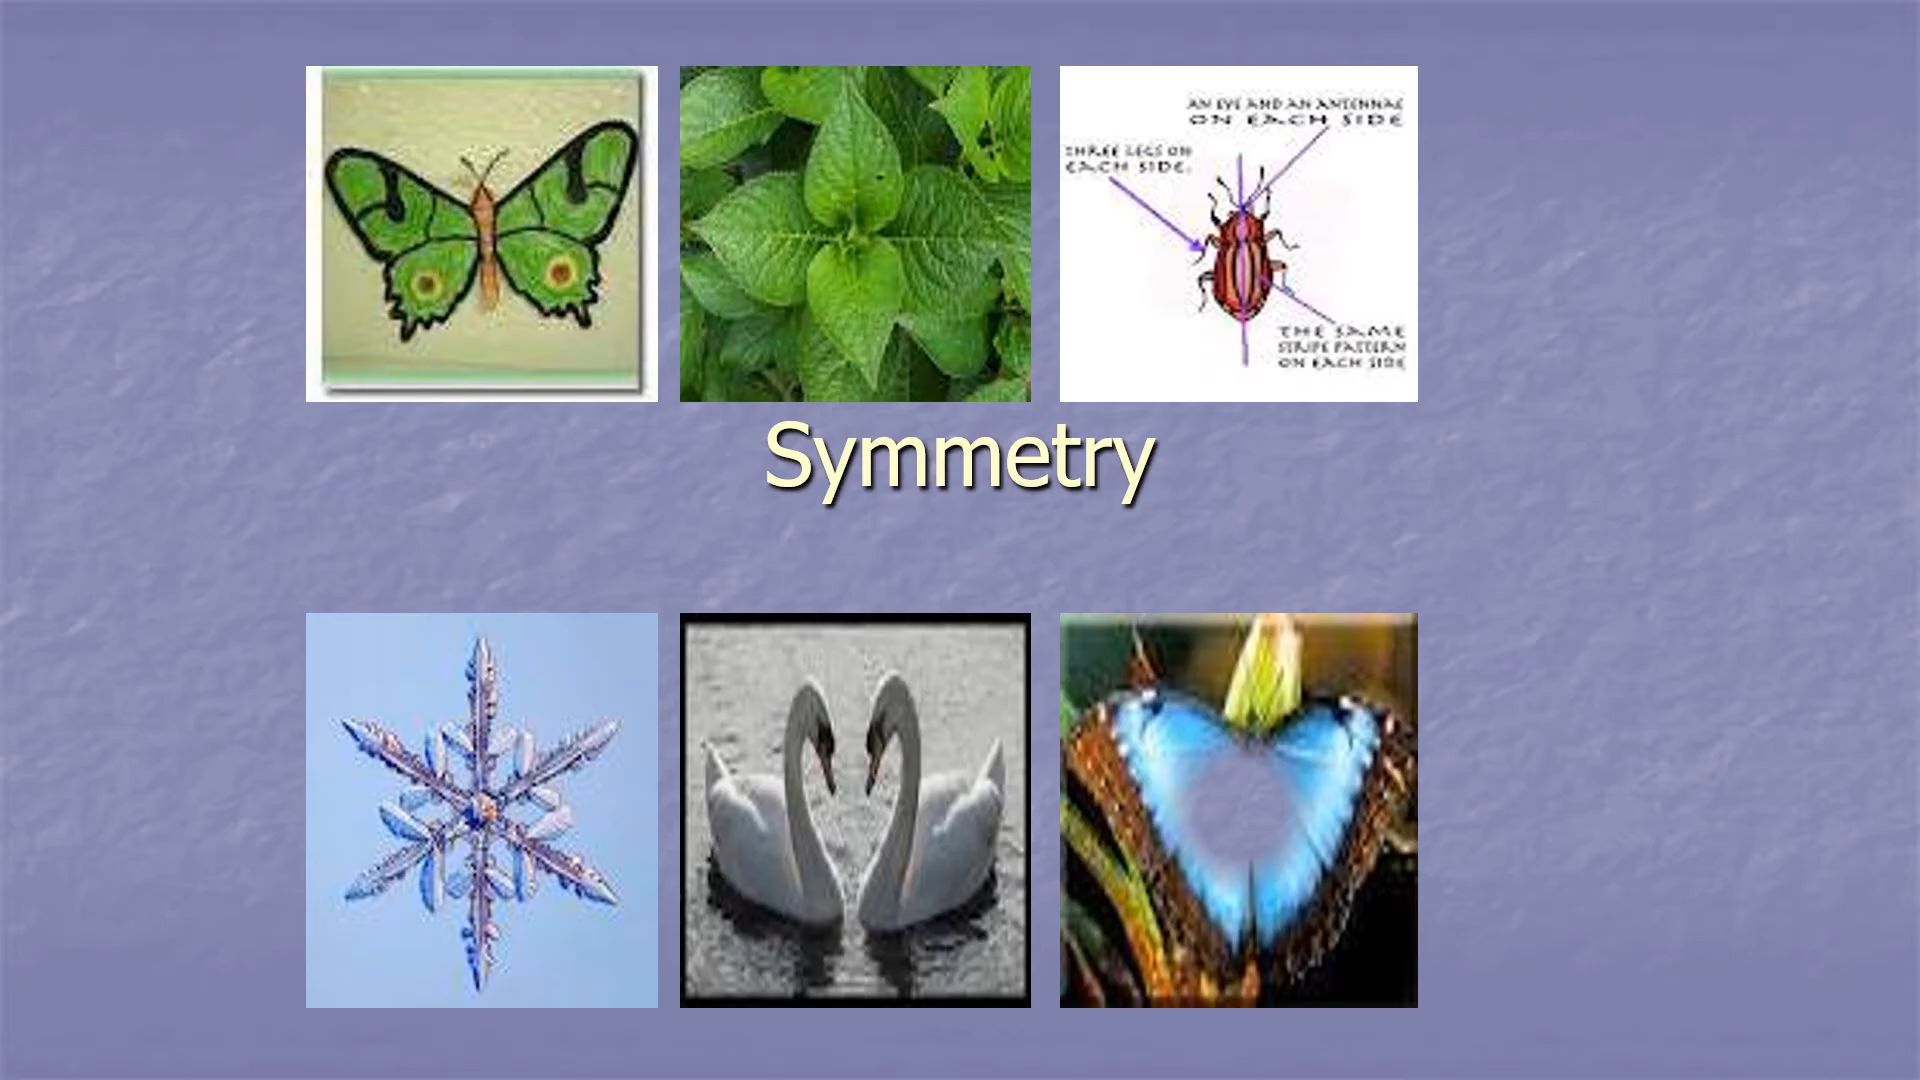 AN EYE AND AN ANTENNAE
ON EACH SIDE
THREE LEGS ON
EACH SIDE.
THE SAME
STRIPE PATTERN
ON EACH SIDE
Symmetry